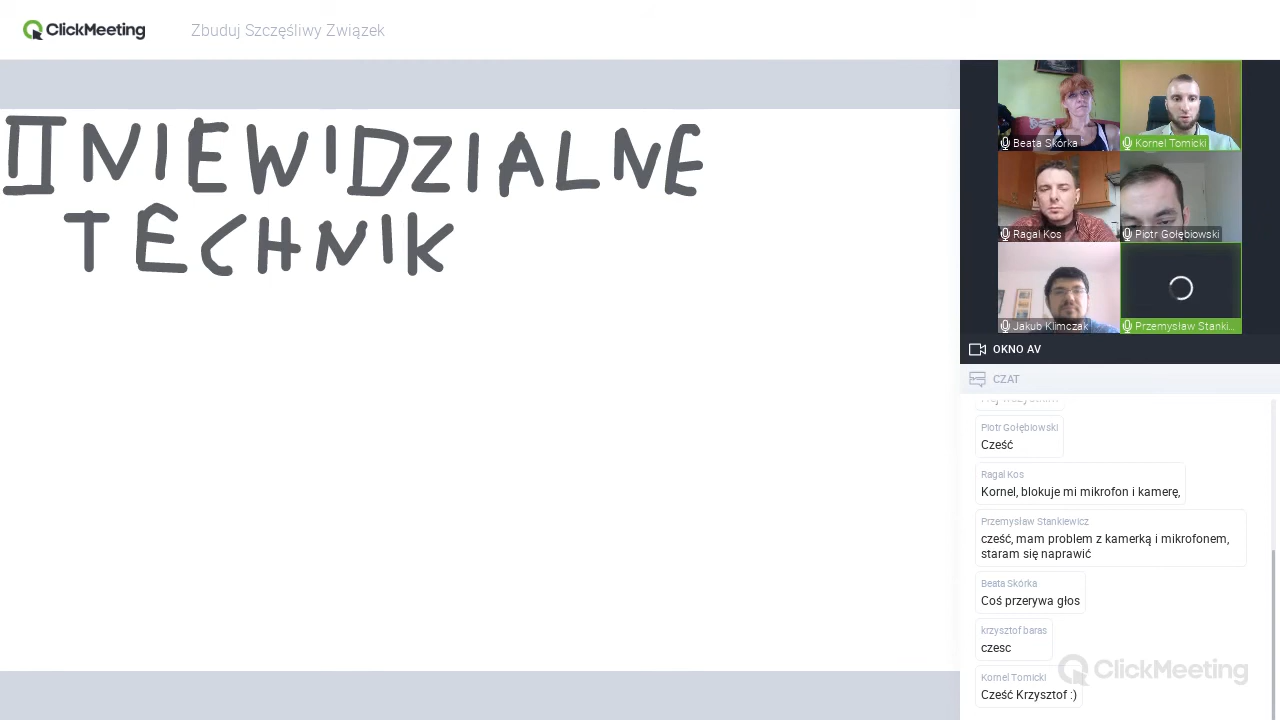 ClickMeeting
Zbuduj Szczęśliwy Związek
II NIEWIDZIALNE
TECHNIK
Beata Skórka
Kornel Tomicki
Ragal Kos
Piotr Gołębiowski
Jakub Klimczak
Przemysław Stanki...
OKNO AV
CZAT
Piotr Gołębiowski
Cześć
Ragal Kos
Kornel, blokuje mi mikrofon i kamerę,
Przemysław Stankiewicz
cześć, mam problem z kamerką i mikrofonem,
staram się naprawić
Beata Skórka
Coś przerywa głos
krzysztof baras
czesc
Kornel Tomicki
Cześć Krzysztof :)
ClickMeeting